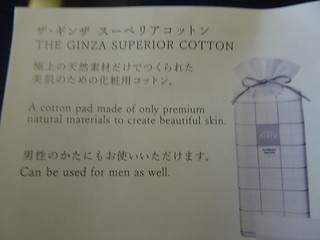 ザ・ギンザ スーペリアコットン
THE GINZA SUPERIOR COTTON
極上の天然素材だけでつくられた
美肌のための化粧用コットン。
A cotton pad made of only premium
natural materials to create beautiful skin.
男性のかたにもお使いいただけます。
Can be used for men as well.